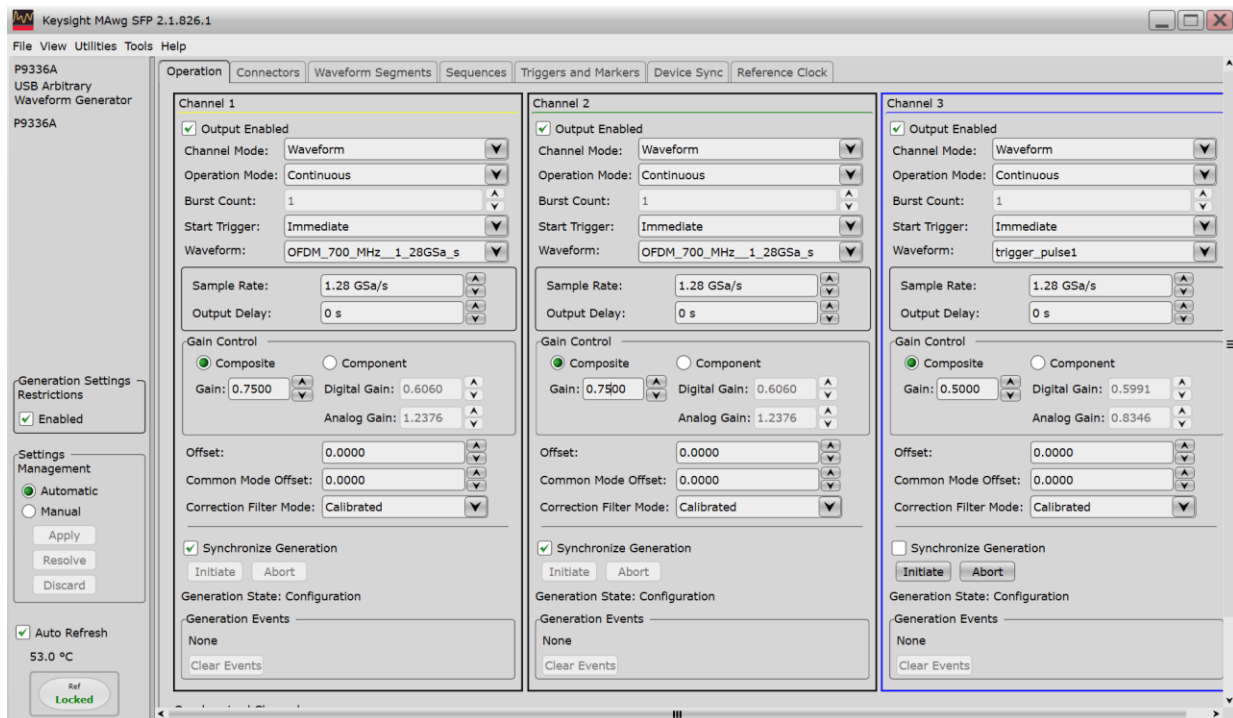 Keysight MAwg SFP 2.1.826.1
File View Utilities Tools Help
P9336A
USB Arbitrary
Waveform Generator
P9336A
Generation Settings
Restrictions
Enabled
Settings
Management
Automatic
Manual
Apply
Resolve
Discard
Auto Refresh
53.0 °C
Ref
Locked
Operation Connectors Waveform Segments Sequences Triggers and Markers Device Sync Reference Clock
Channel 1
Output Enabled
Channel Mode: Waveform
Operation Mode: Continuous
Burst Count: 1
Start Trigger: Immediate
Waveform: OFDM_700_MHz__1_28GSa_s
Sample Rate: 1.28 GSa/s
Output Delay: 0 s
Gain Control
Composite Component
Gain: 0.7500 Digital Gain: 0.6060
Analog Gain: 1.2376
Offset: 0.0000
Common Mode Offset: 0.0000
Correction Filter Mode: Calibrated
Synchronize Generation
Initiate Abort
Generation State: Configuration
Generation Events
None
Clear Events
Channel 2
Output Enabled
Channel Mode: Waveform
Operation Mode: Continuous
Burst Count: 1
Start Trigger: Immediate
Waveform: OFDM_700_MHz__1_28GSa_s
Sample Rate: 1.28 GSa/s
Output Delay: 0 s
Gain Control
Composite Component
Gain: 0.7500 Digital Gain: 0.6060
Analog Gain: 1.2376
Offset: 0.0000
Common Mode Offset: 0.0000
Correction Filter Mode: Calibrated
Synchronize Generation
Initiate Abort
Generation State: Configuration
Generation Events
None
Clear Events
Channel 3
Output Enabled
Channel Mode: Waveform
Operation Mode: Continuous
Burst Count: 1
Start Trigger: Immediate
Waveform: trigger_pulse1
Sample Rate: 1.28 GSa/s
Output Delay: 0 s
Gain Control
Composite Component
Gain: 0.5000 Digital Gain: 0.5991
Analog Gain: 0.8346
Offset: 0.0000
Common Mode Offset: 0.0000
Correction Filter Mode: Calibrated
Synchronize Generation
Initiate Abort
Generation State: Configuration
Generation Events
None
Clear Events